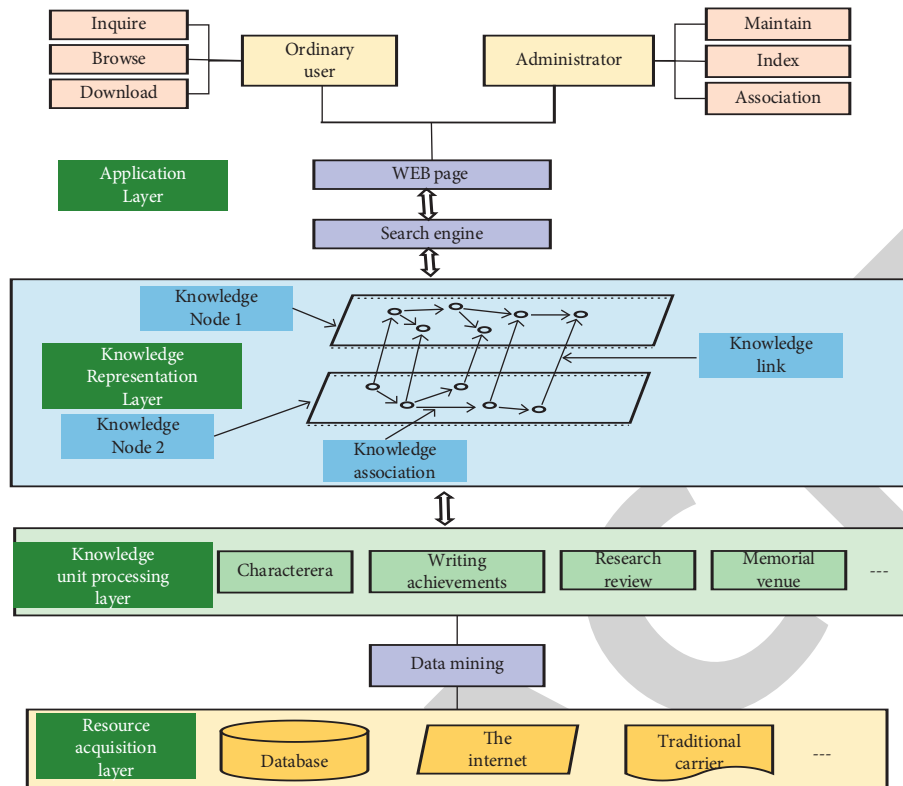 Inquire
Browse
Download
Ordinary
user
Administrator
Maintain
Index
Association
Application
Layer
WEB page
Search engine
Knowledge
Node 1
Knowledge
Representation
Layer
Knowledge
Node 2
Knowledge
link
Knowledge
association
Knowledge
unit processing
layer
Characterera
Writing
achievements
Research
review
Memorial
venue
---
Data mining
Resource
acquisition
layer
Database
The
internet
Traditional
carrier
---